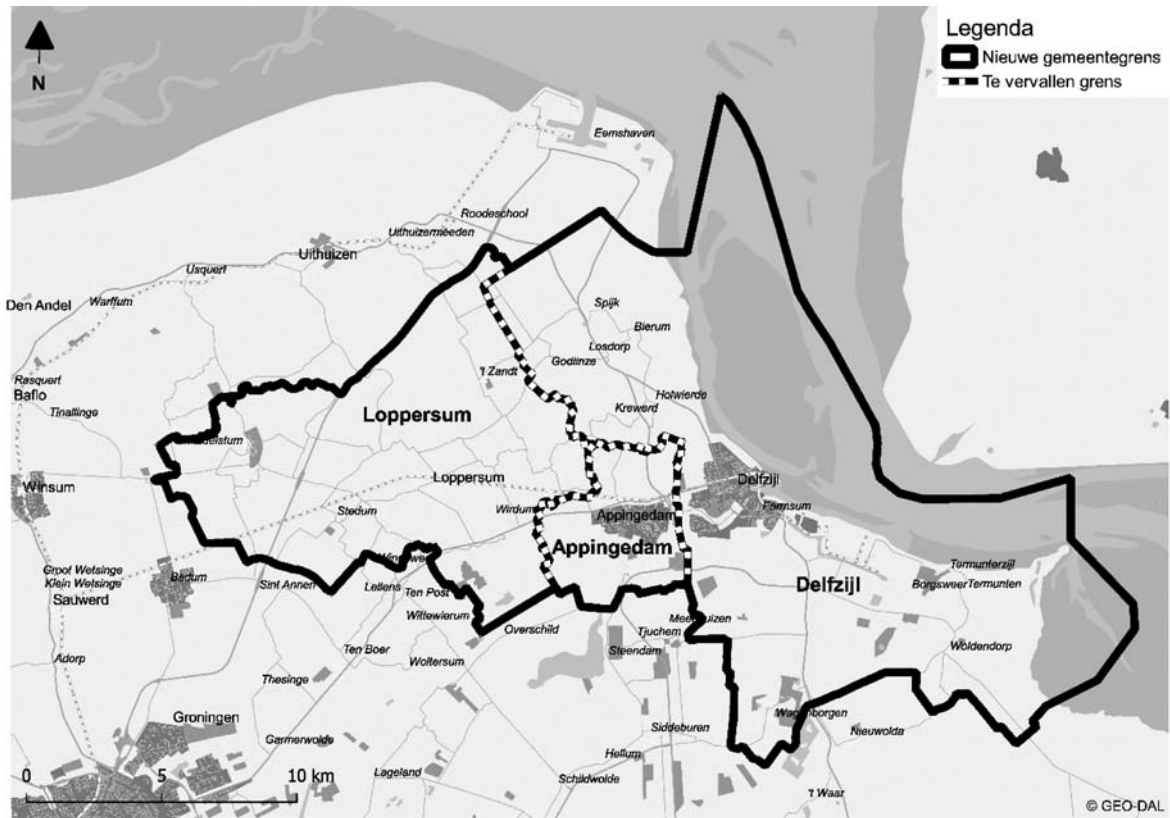 Legenda
Nieuwe gemeentegrens
Te vervallen grens
N
Eemshaven
Roodeschool
Uithuizermeeden
Uithuizen
Usquert
Den Andel
Warffum
Spijk
Bierum
Losdorp
Godlinze
't Zandt
Rasquert
Baflo
Tinallinge
Holwierde
Krewerd
Loppersum
Winsum
Loppersum
Delfzijl
Stedum
Wirdum
Appingedam
Farmsum
Appingedam
Groot Wetsinge
Klein Wetsinge
Sauwerd
Bedum
Sint Annen
Lellens
Ten Post
Wittewierum
Overschild
Delfzijl
Termunterzijl
Borgsweer
Termunten
Tjuchem
Steendam
Woldendorp
Adorp
Ten Boer
Woltersum
Thesinge
Groningen
Garmerwolde
Siddeburen
Wagenborgen
Nieuwolda
Hellum
Lageland
Schildwolde
't Waar
0 5 10 km
© GEO-DAL